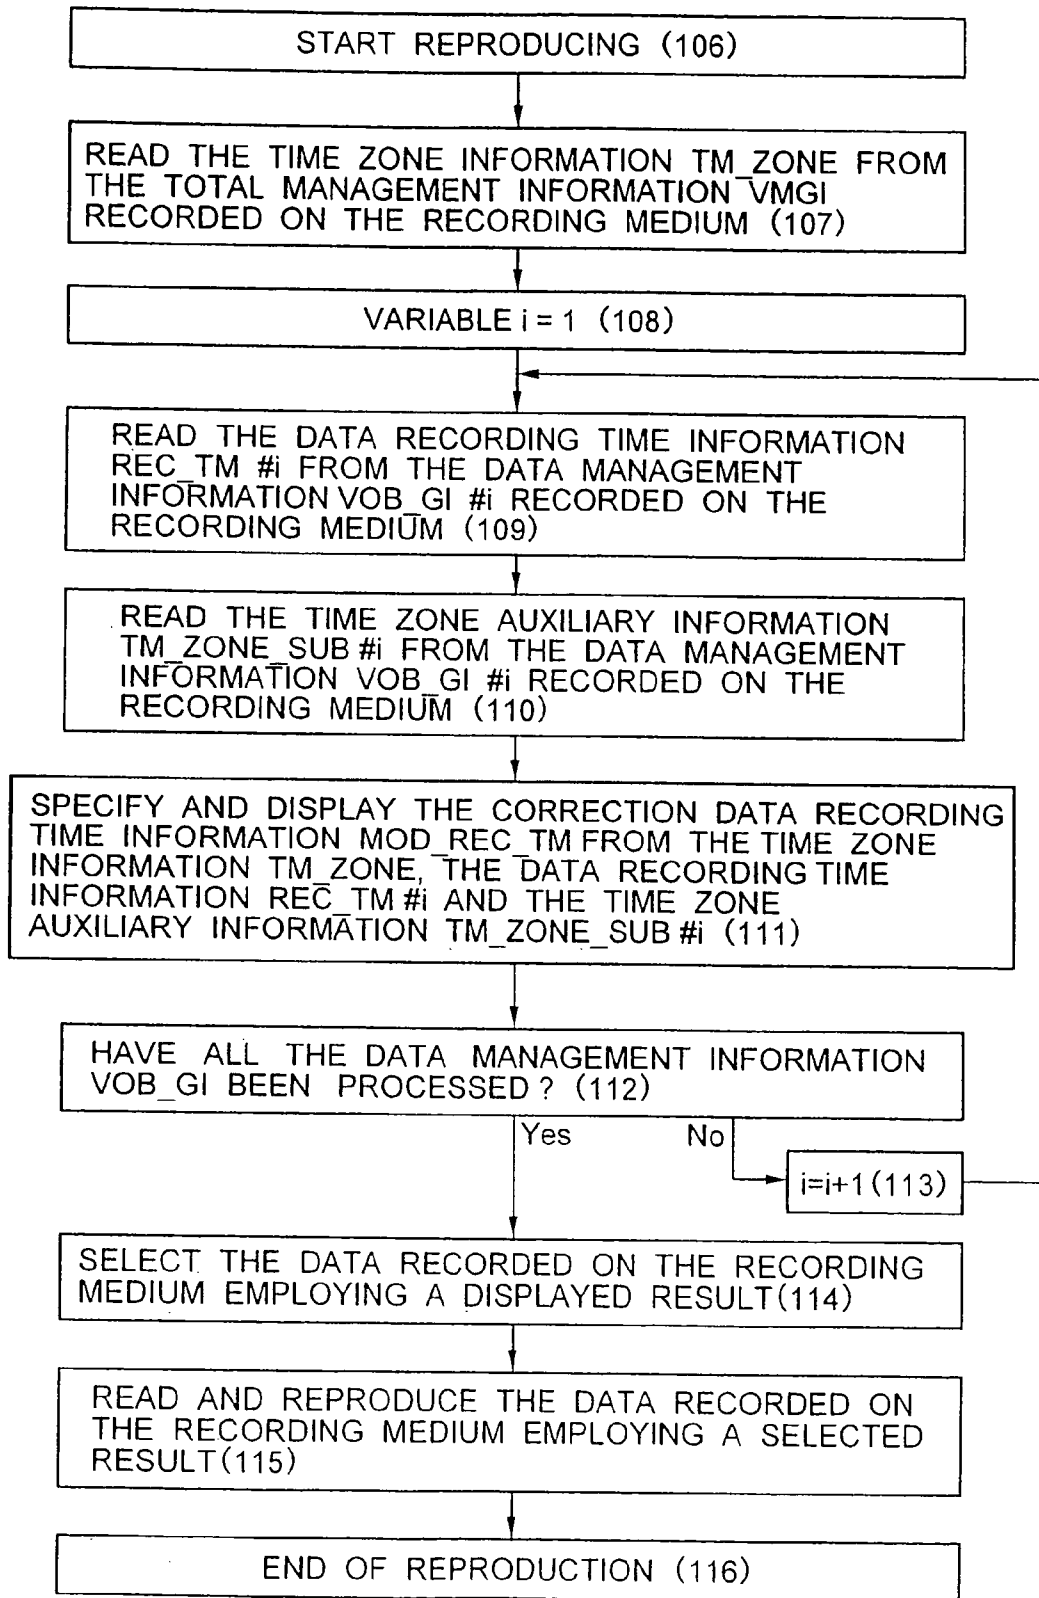 START REPRODUCING (106)
READ THE TIME ZONE INFORMATION TM_ZONE FROM
THE TOTAL MANAGEMENT INFORMATION VMGI
RECORDED ON THE RECORDING MEDIUM (107)
VARIABLE i = 1 (108)
READ THE DATA RECORDING TIME INFORMATION
REC_TM #i FROM THE DATA MANAGEMENT
INFORMATION VOB_GI #i RECORDED ON THE
RECORDING MEDIUM (109)
READ THE TIME ZONE AUXILIARY INFORMATION
TM_ZONE_SUB #i FROM THE DATA MANAGEMENT
INFORMATION VOB_GI #i RECORDED ON THE
RECORDING MEDIUM (110)
SPECIFY AND DISPLAY THE CORRECTION DATA RECORDING
TIME INFORMATION MOD_REC_TM FROM THE TIME ZONE
INFORMATION TM_ZONE, THE DATA RECORDING TIME
INFORMATION REC_TM #i AND THE TIME ZONE
AUXILIARY INFORMATION TM_ZONE_SUB #i (111)
HAVE ALL THE DATA MANAGEMENT INFORMATION
VOB_GI BEEN PROCESSED? (112)
Yes No
i=i+1 (113)
SELECT THE DATA RECORDED ON THE RECORDING
MEDIUM EMPLOYING A DISPLAYED RESULT (114)
READ AND REPRODUCE THE DATA RECORDED ON
THE RECORDING MEDIUM EMPLOYING A SELECTED
RESULT (115)
END OF REPRODUCTION (116)